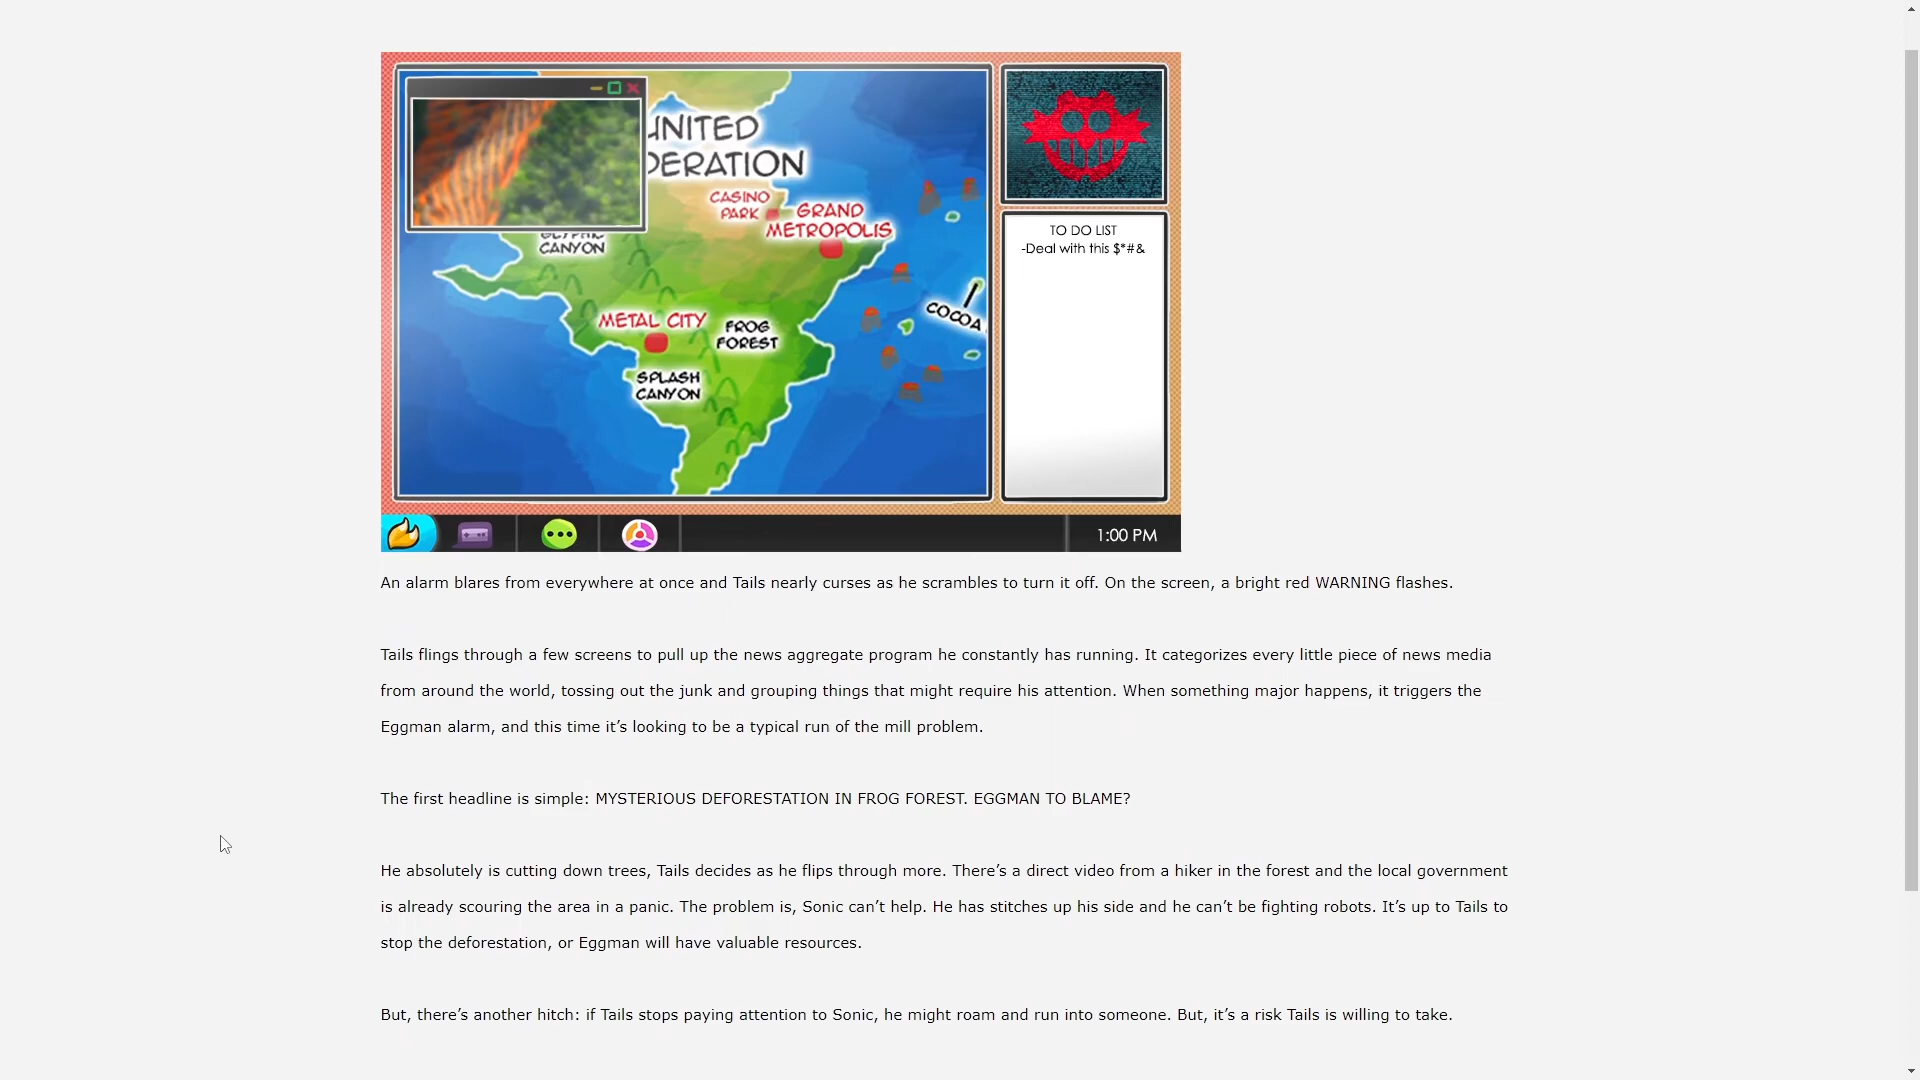 UNITED
DERATION
CASINO
PARK
GRAND
METROPOLIS
GLYPHIC
CANYON
METAL CITY
FROG
FOREST
SPLASH
CANYON
COCOA
TO DO LIST
-Deal with this $*#&
1:00 PM
An alarm blares from everywhere at once and Tails nearly curses as he scrambles to turn it off. On the screen, a bright red WARNING flashes.
Tails flings through a few screens to pull up the news aggregate program he constantly has running. It categorizes every little piece of news media
from around the world, tossing out the junk and grouping things that might require his attention. When something major happens, it triggers the
Eggman alarm, and this time it’s looking to be a typical run of the mill problem.
The first headline is simple: MYSTERIOUS DEFORESTATION IN FROG FOREST. EGGMAN TO BLAME?
He absolutely is cutting down trees, Tails decides as he flips through more. There’s a direct video from a hiker in the forest and the local government
is already scouring the area in a panic. The problem is, Sonic can’t help. He has stitches up his side and he can’t be fighting robots. It’s up to Tails to
stop the deforestation, or Eggman will have valuable resources.
But, there’s another hitch: if Tails stops paying attention to Sonic, he might roam and run into someone. But, it’s a risk Tails is willing to take.